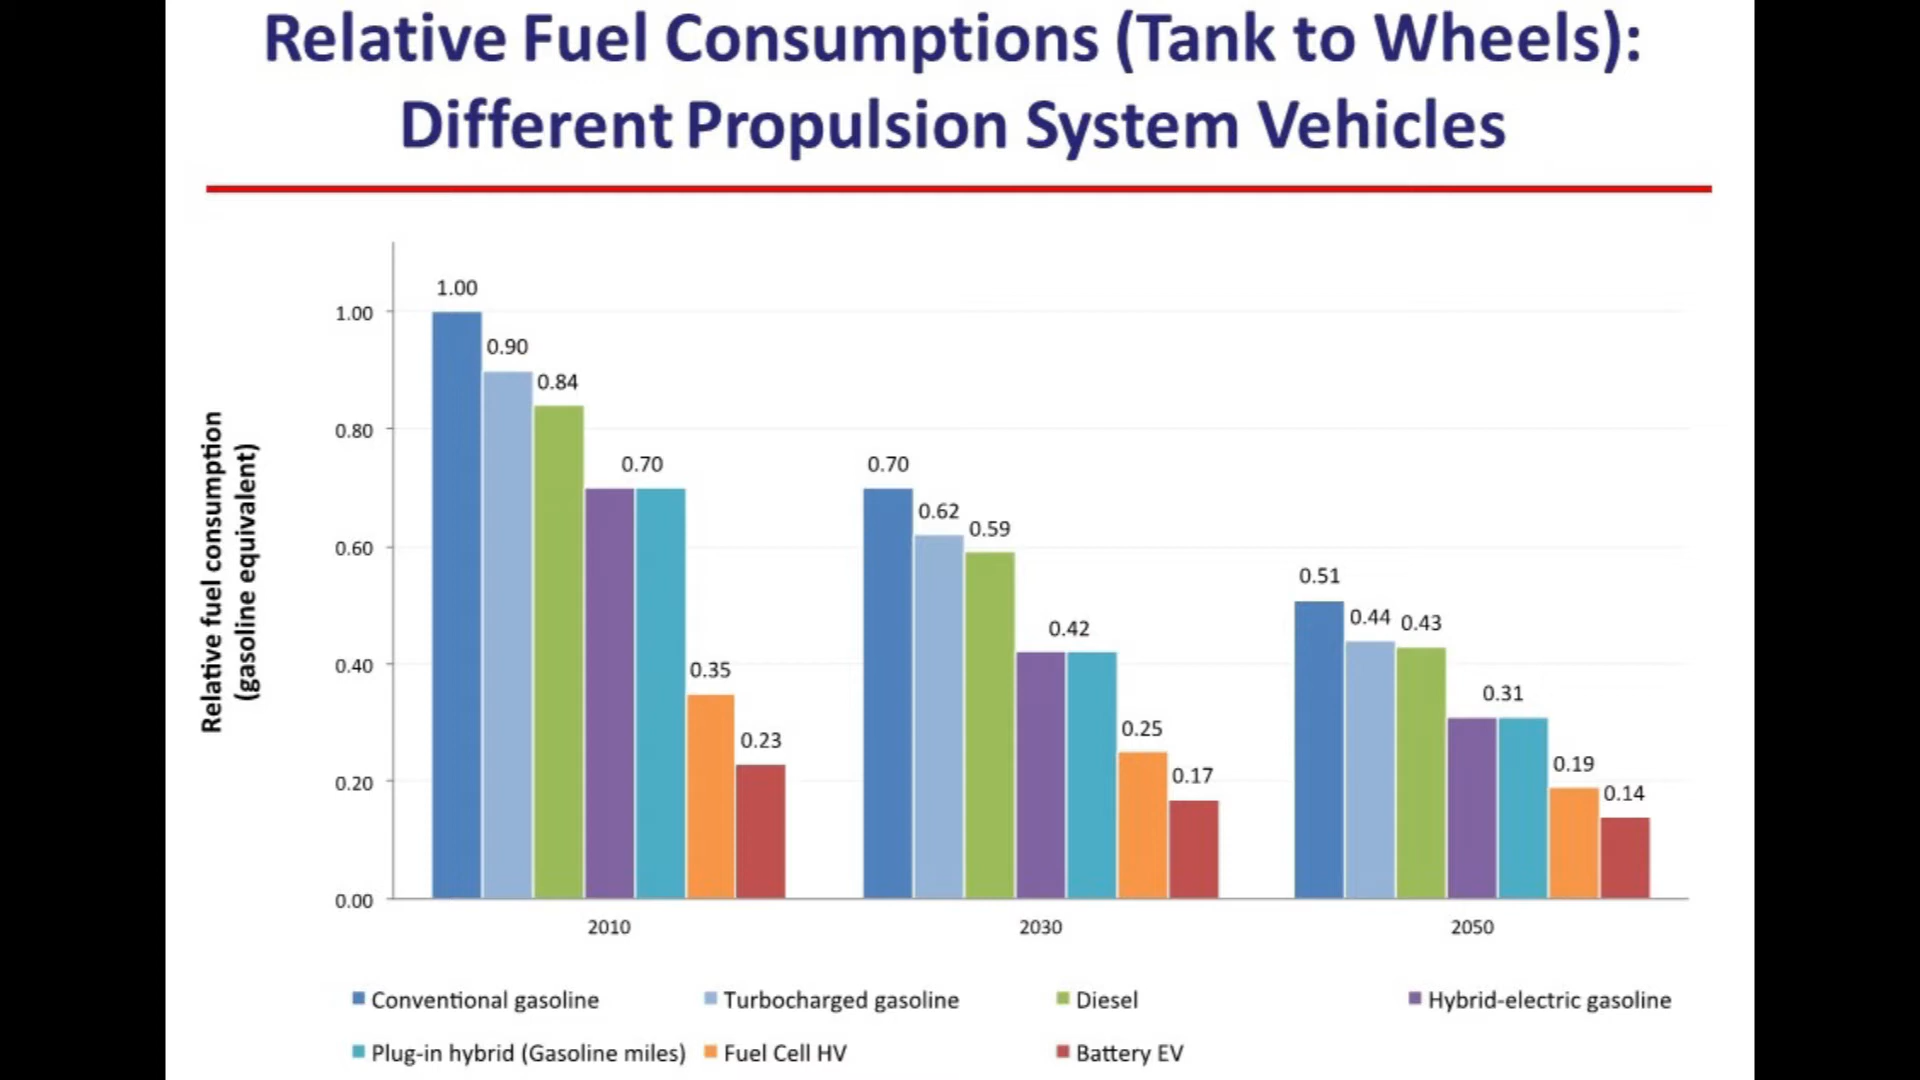 Relative Fuel Consumptions (Tank to Wheels):
Different Propulsion System Vehicles
Relative fuel consumption
(gasoline equivalent)
1.00
0.80
0.60
0.40
0.20
0.00
1.00
0.90
0.84
0.70
0.35
0.23
0.70
0.62
0.59
0.42
0.25
0.17
0.51
0.44
0.43
0.31
0.19
0.14
2010
2030
2050
Conventional gasoline
Turbocharged gasoline
Diesel
Hybrid-electric gasoline
Plug-in hybrid (Gasoline miles)
Fuel Cell HV
Battery EV